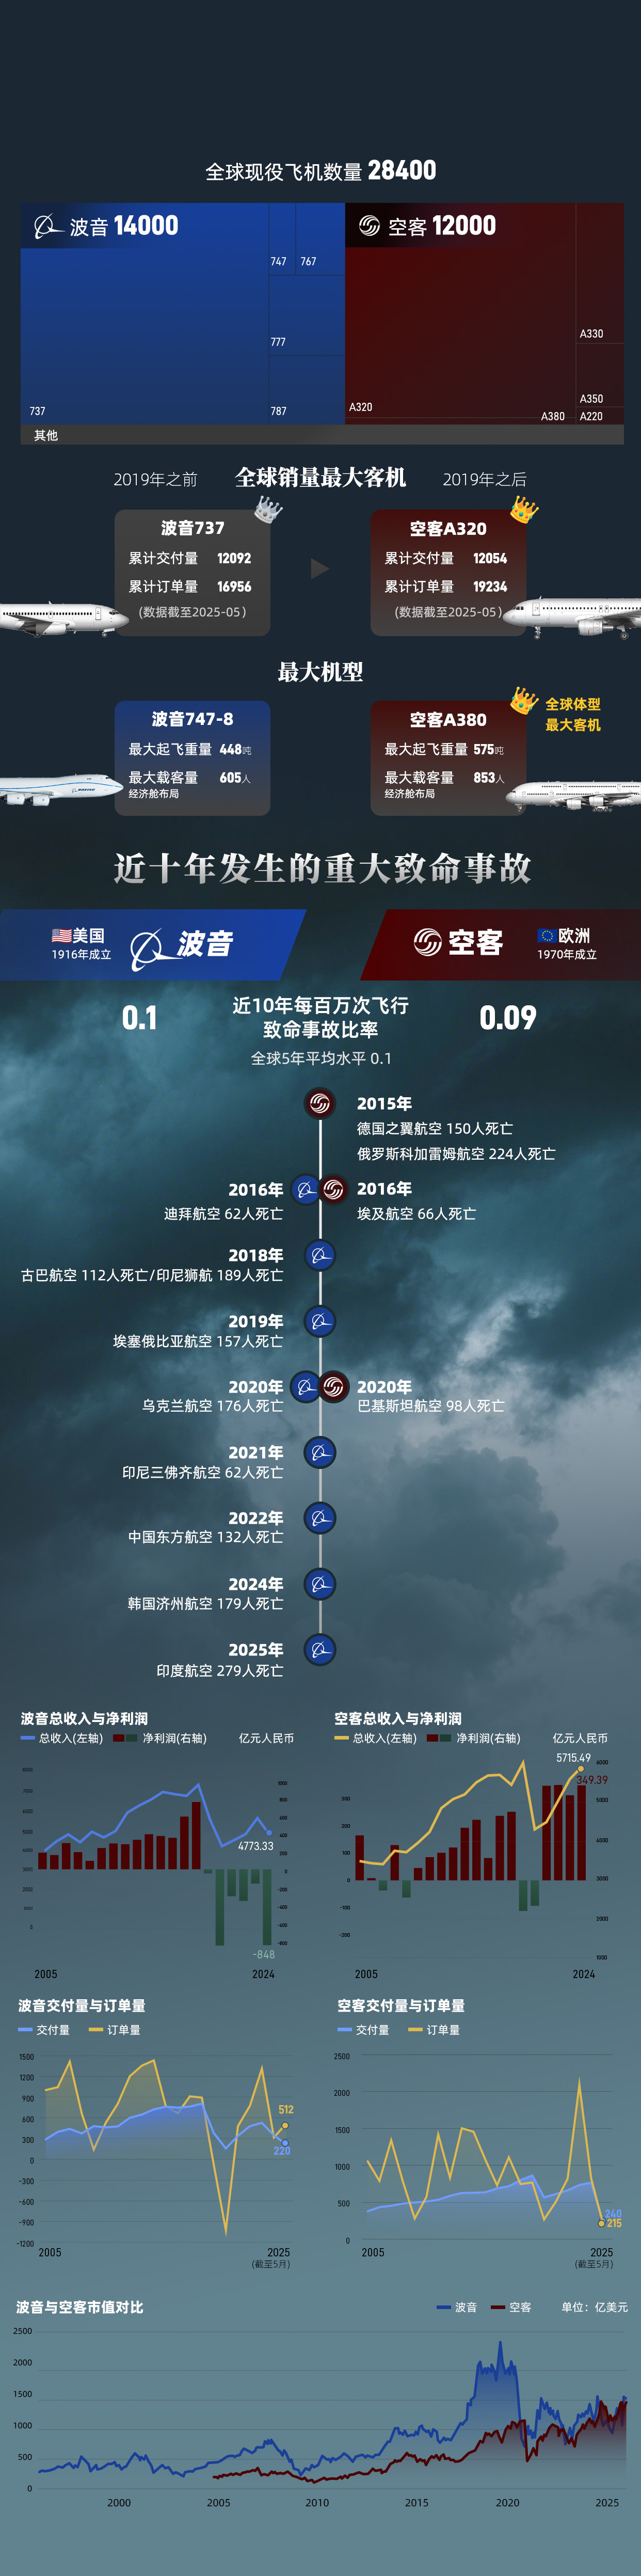 全球现役飞机数量 28400
波音 14000
空客 12000
747 767
A330
777
A350
737
787
A320
A380
A220
其他
2019年之前
全球销量最大客机
2019年之后
波音737
累计交付量 12092
累计订单量 16956
(数据截至2025-05)
空客A320
累计交付量 12054
累计订单量 19234
(数据截至2025-05)
最大机型
波音747-8
最大起飞重量 448吨
最大载客量 605人
经济舱布局
空客A380
最大起飞重量 575吨
最大载客量 853人
经济舱布局
全球体型
最大客机
近十年发生的重大致命事故
美国
1916年成立
波音
空客
欧洲
1970年成立
0.1
近10年每百万次飞行
致命事故比率
0.09
全球5年平均水平 0.1
2015年
德国之翼航空 150人死亡
俄罗斯科加雷姆航空 224人死亡
2016年
迪拜航空 62人死亡
2016年
埃及航空 66人死亡
2018年
古巴航空 112人死亡/印尼狮航 189人死亡
2019年
埃塞俄比亚航空 157人死亡
2020年
乌克兰航空 176人死亡
2020年
巴基斯坦航空 98人死亡
2021年
印尼三佛齐航空 62人死亡
2022年
中国东方航空 132人死亡
2024年
韩国济州航空 179人死亡
2025年
印度航空 279人死亡
波音总收入与净利润
总收入(左轴) 净利润(右轴) 亿元人民币
4773.33
-848
2005
2024
空客总收入与净利润
总收入(左轴) 净利润(右轴) 亿元人民币
5715.49
349.39
300
200
100
0
-100
-200
6000
5000
4000
3000
2000
1000
2005
2024
波音交付量与订单量
交付量 订单量
1500
1200
900
600
300
0
-300
-600
-900
-1200
512
220
2005
2025
(截至5月)
空客交付量与订单量
交付量 订单量
2500
2000
1500
1000
500
0
240
215
2005
2025
(截至5月)
波音与空客市值对比
波音 空客 单位：亿美元
2500
2000
1500
1000
500
0
2000 2005 2010 2015 2020 2025